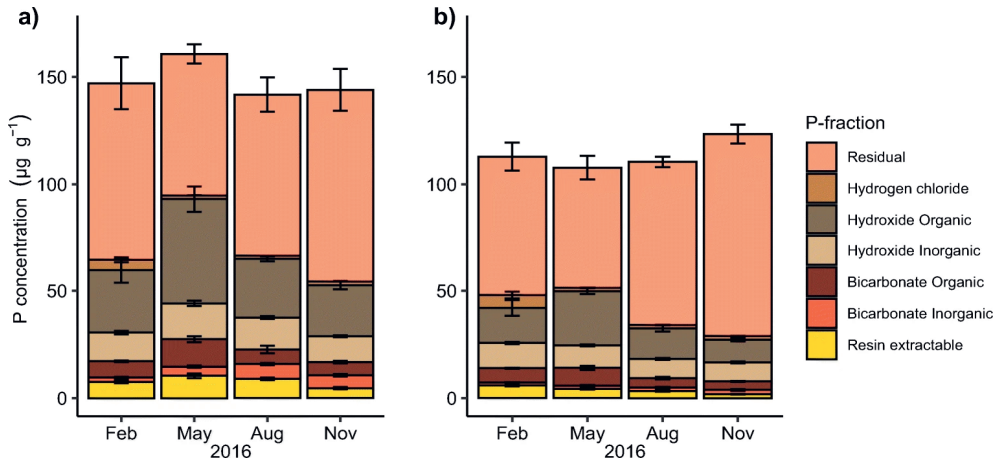 a)
b)
P concentration (µg g⁻¹)
150
100
50
0
Feb May Aug Nov
2016
150
100
50
0
Feb May Aug Nov
2016
P-fraction
Residual
Hydrogen chloride
Hydroxide Organic
Hydroxide Inorganic
Bicarbonate Organic
Bicarbonate Inorganic
Resin extractable